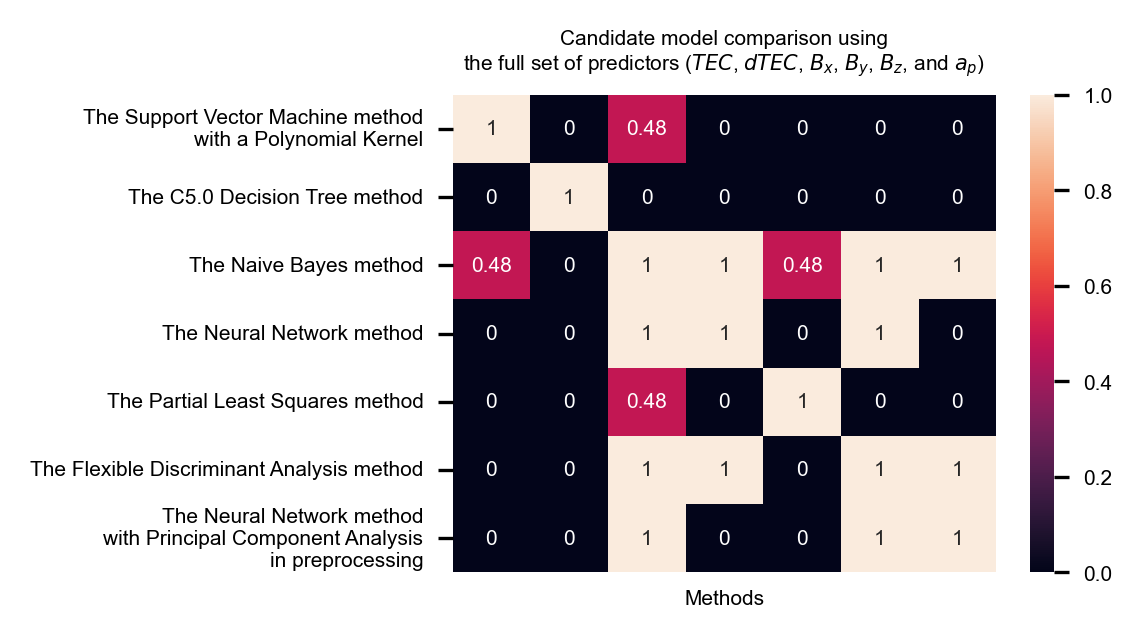 Candidate model comparison using
the full set of predictors (TEC, dTEC, Bx, By, Bz, and ap)
The Support Vector Machine method
with a Polynomial Kernel
1 0 0.48 0 0 0 0
The C5.0 Decision Tree method
0 1 0 0 0 0 0
The Naive Bayes method
0.48 0 1 1 0.48 1 1
The Neural Network method
0 0 1 1 0 1 0
The Partial Least Squares method
0 0 0.48 0 1 0 0
The Flexible Discriminant Analysis method
0 0 1 1 0 1 1
The Neural Network method
with Principal Component Analysis
in preprocessing
0 0 1 0 0 1 1
Methods
1.0
0.8
0.6
0.4
0.2
0.0